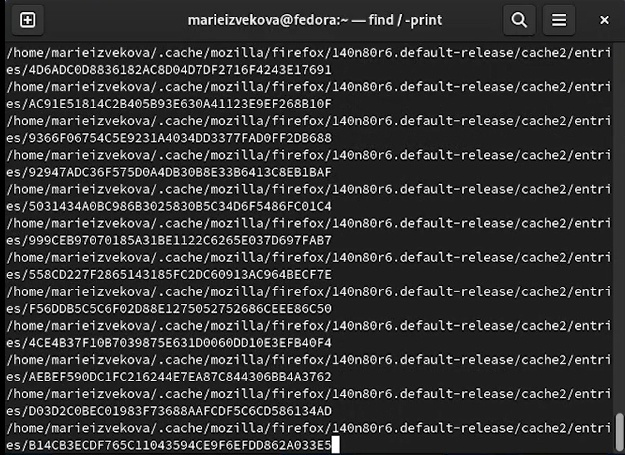 marieizvekova@fedora:~ — find / -print
/home/marieizvekova/.cache/mozilla/firefox/140n80r6.default-release/cache2/entri
es/4D6ADC0D8836182AC8D04D7DF2716F4243E17691
/home/marieizvekova/.cache/mozilla/firefox/140n80r6.default-release/cache2/entri
es/AC91E51814C2B405B93E630A41123E9EF268B10F
/home/marieizvekova/.cache/mozilla/firefox/140n80r6.default-release/cache2/entri
es/9366F06754C5E9231A4034DD3377FAD0FF2DB688
/home/marieizvekova/.cache/mozilla/firefox/140n80r6.default-release/cache2/entri
es/92947ADC36F575D0A4DB30B8E33B6413C8EB1BAF
/home/marieizvekova/.cache/mozilla/firefox/140n80r6.default-release/cache2/entri
es/5031434A0BC986B3025830B5C34D6F5486FC01C4
/home/marieizvekova/.cache/mozilla/firefox/140n80r6.default-release/cache2/entri
es/999CEB97070185A31BE1122C6265E037D697FAB7
/home/marieizvekova/.cache/mozilla/firefox/140n80r6.default-release/cache2/entri
es/558CD227F2865143185FC2DC60913AC964BECF7E
/home/marieizvekova/.cache/mozilla/firefox/140n80r6.default-release/cache2/entri
es/F56DDB5C5C6F02D88E1275052752686CEEE86C50
/home/marieizvekova/.cache/mozilla/firefox/140n80r6.default-release/cache2/entri
es/4CE4B37F10B7039875E631D0060DD10E3EFB40F4
/home/marieizvekova/.cache/mozilla/firefox/140n80r6.default-release/cache2/entri
es/AEBEF590DC1FC216244E7EA87C844306BB4A3762
/home/marieizvekova/.cache/mozilla/firefox/140n80r6.default-release/cache2/entri
es/D03D2C0BEC01983F73688AAFCDF5C6CD586134AD
/home/marieizvekova/.cache/mozilla/firefox/140n80r6.default-release/cache2/entri
es/B14CB3ECDF765C11043594CE9F6EFDD862A033E5